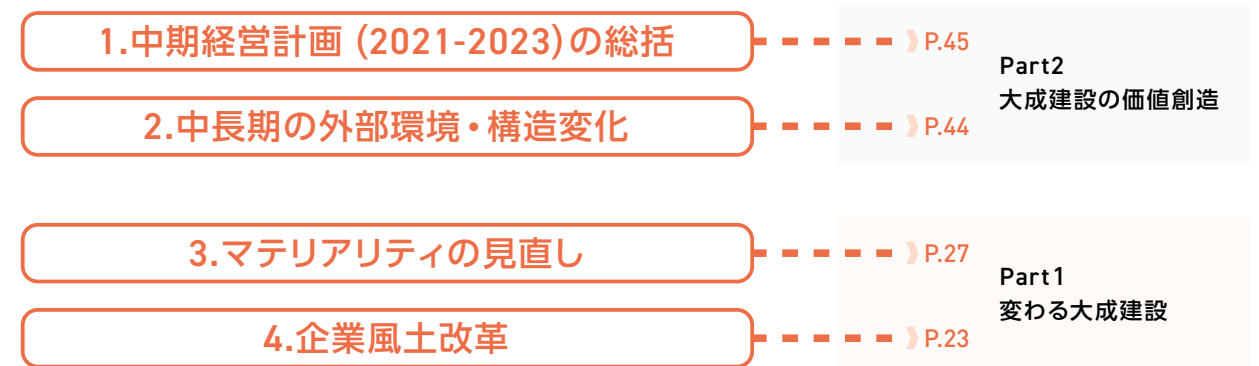 1.中期経営計画 (2021-2023)の総括
P.45
2.中長期の外部環境・構造変化
P.44
Part2
大成建設の価値創造
3.マテリアリティの見直し
P.27
4.企業風土改革
P.23
Part1
変わる大成建設